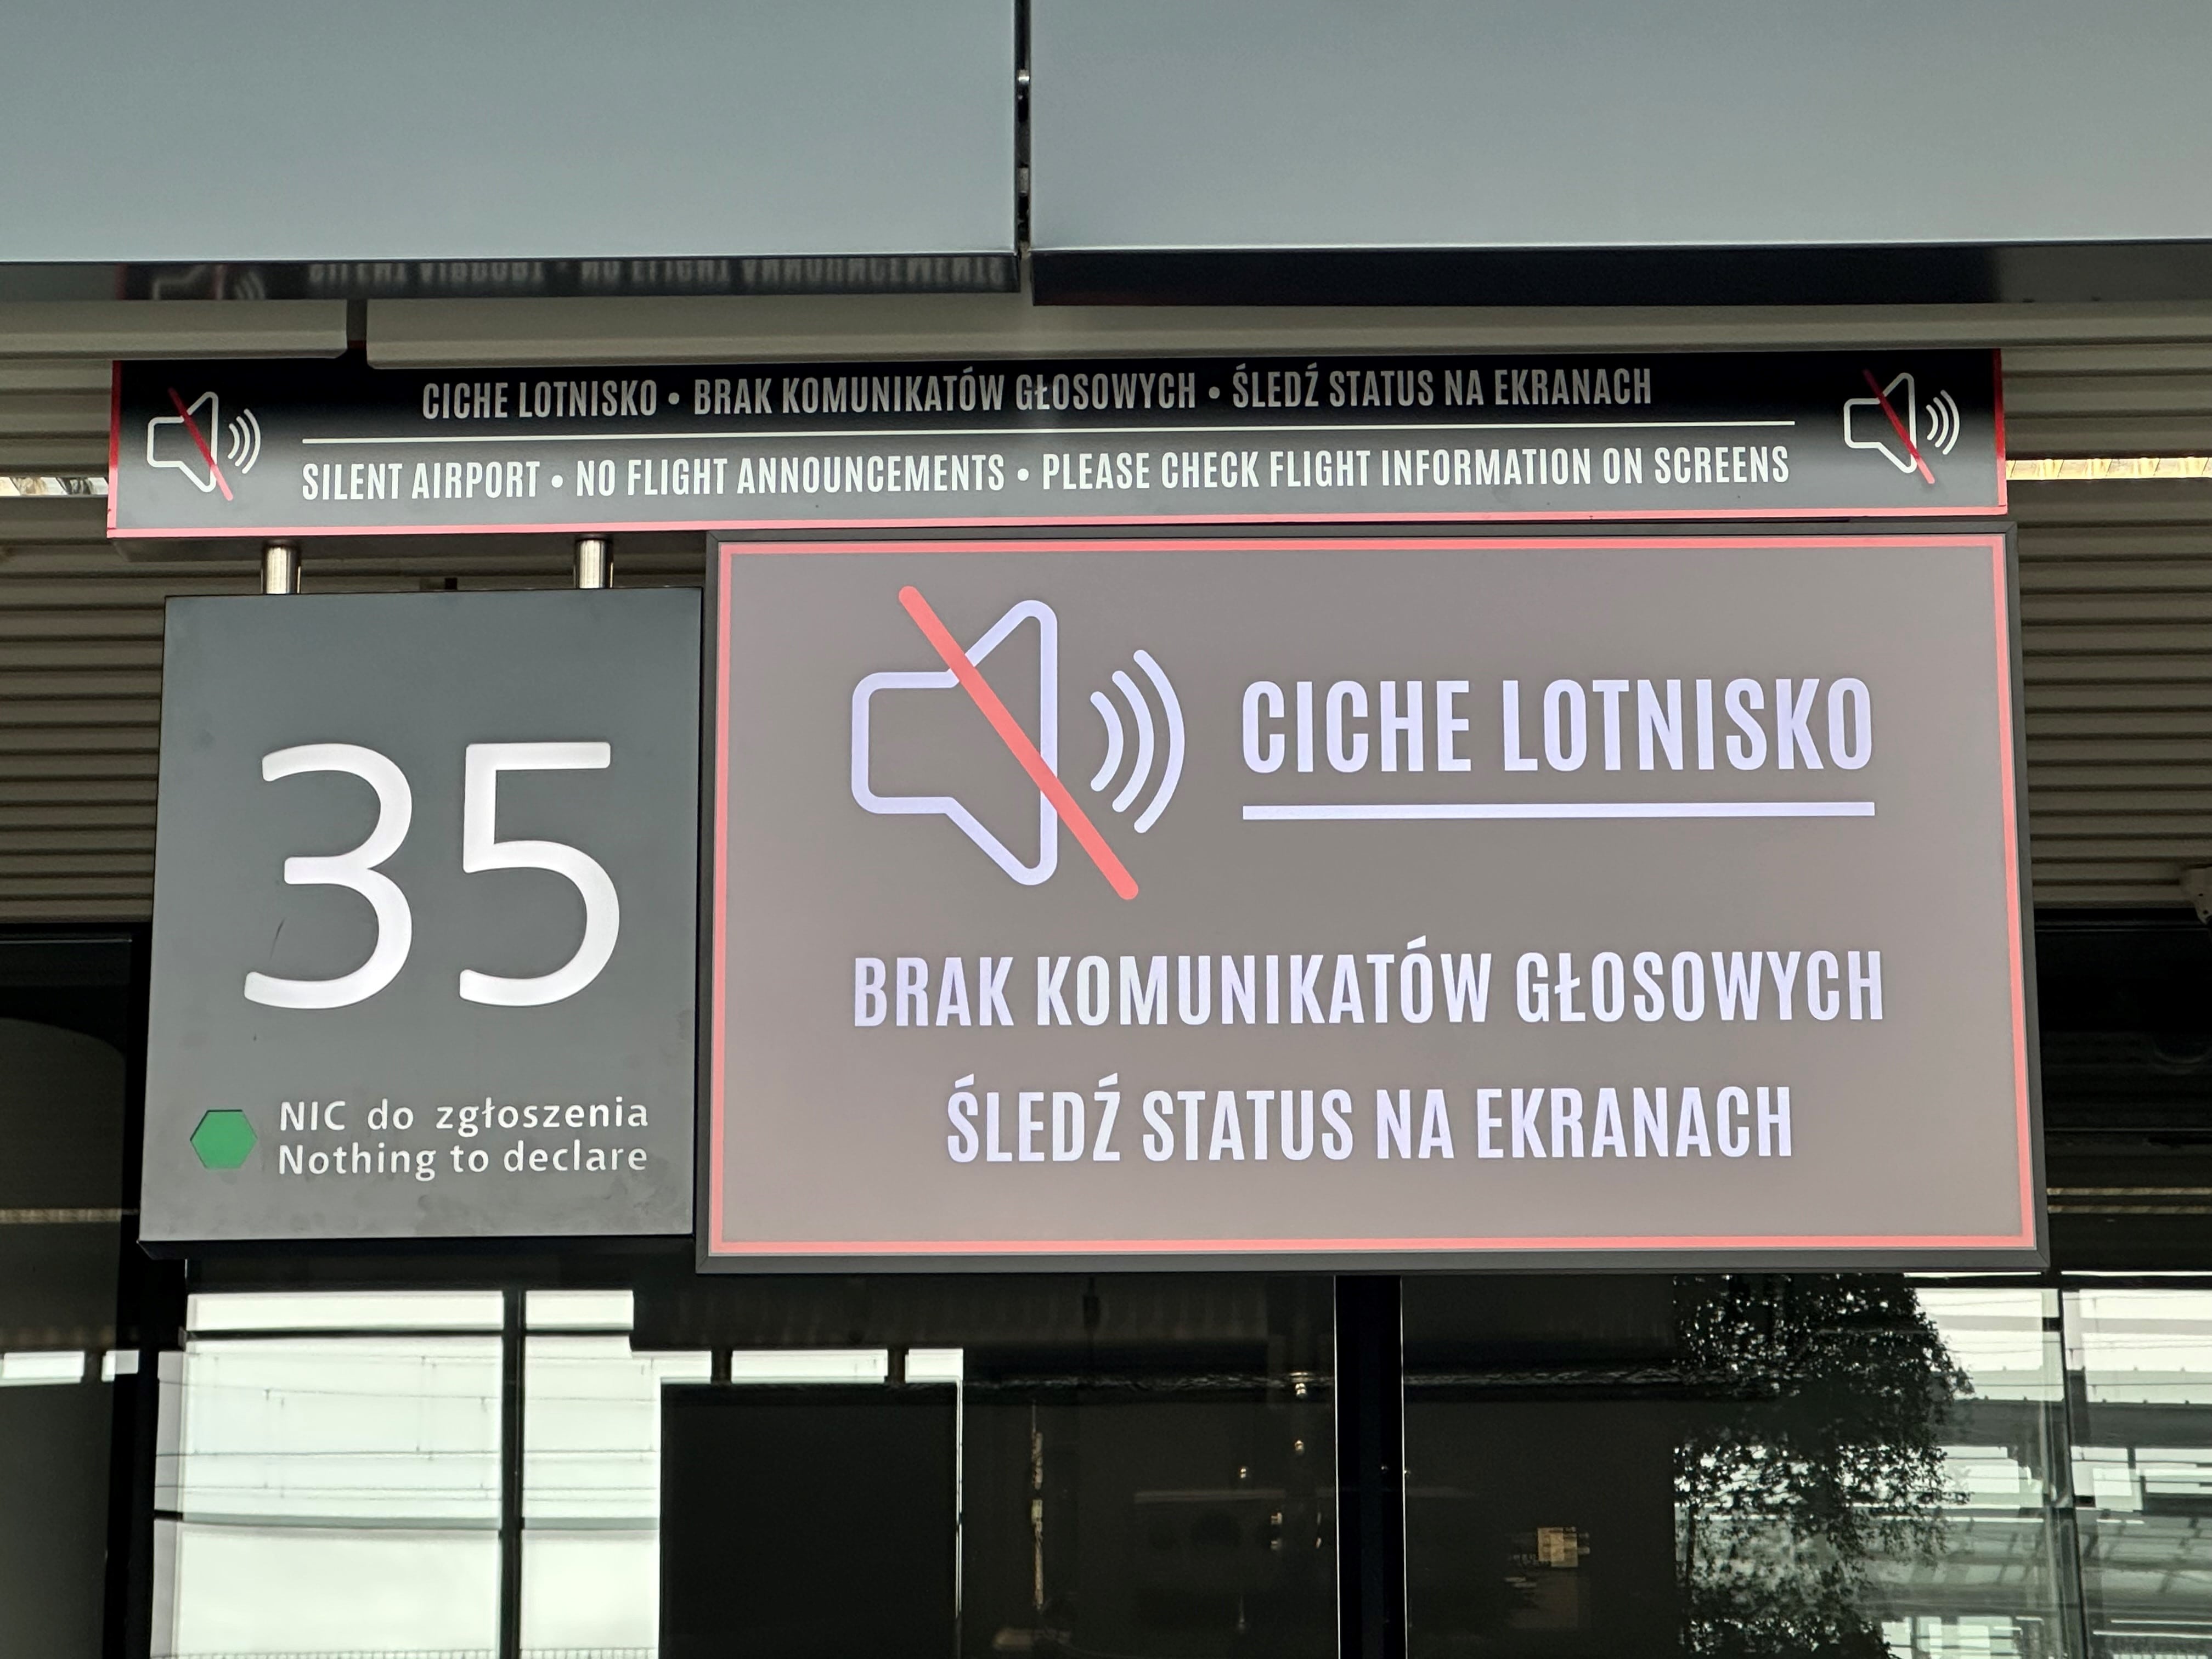 CICHE LOTNISKO • BRAK KOMUNIKATÓW GŁOSOWYCH • ŚLEDŹ STATUS NA EKRANACH
SILENT AIRPORT • NO FLIGHT ANNOUNCEMENTS • PLEASE CHECK FLIGHT INFORMATION ON SCREENS
35
NIC do zgłoszenia
Nothing to declare
CICHE LOTNISKO
BRAK KOMUNIKATÓW GŁOSOWYCH
ŚLEDŹ STATUS NA EKRANACH